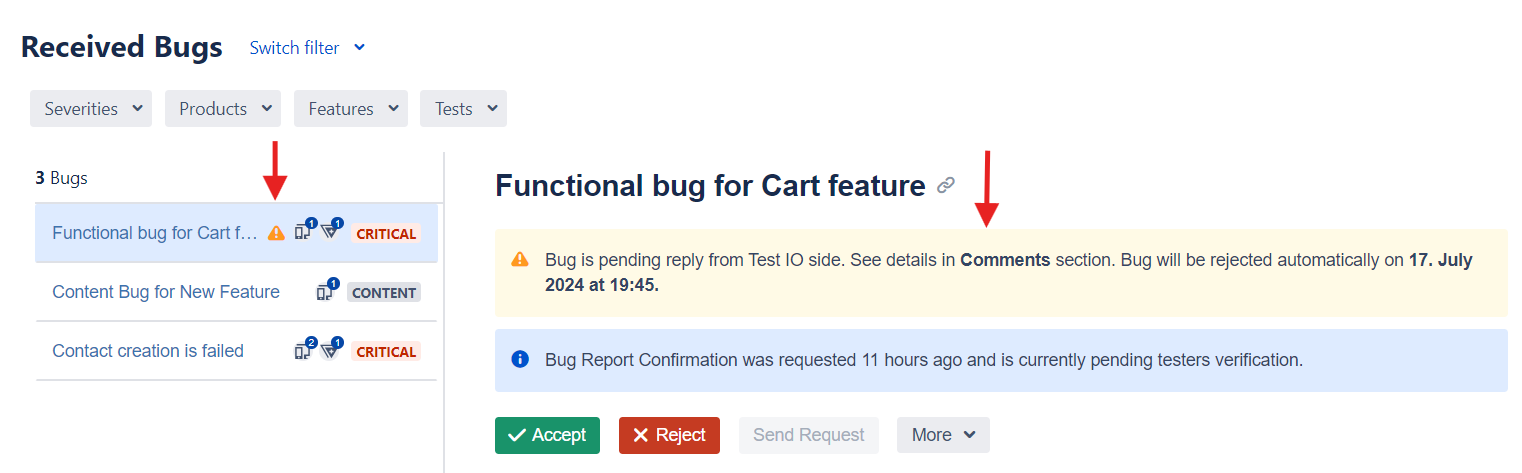 Received Bugs Switch filter
Severities Products Features Tests
3 Bugs
Functional bug for Cart f... 1 1 CRITICAL
Content Bug for New Feature 1 CONTENT
Contact creation is failed 2 1 CRITICAL
Functional bug for Cart feature
Bug is pending reply from Test IO side. See details in Comments section. Bug will be rejected automatically on 17. July
2024 at 19:45.
Bug Report Confirmation was requested 11 hours ago and is currently pending testers verification.
Accept Reject Send Request More